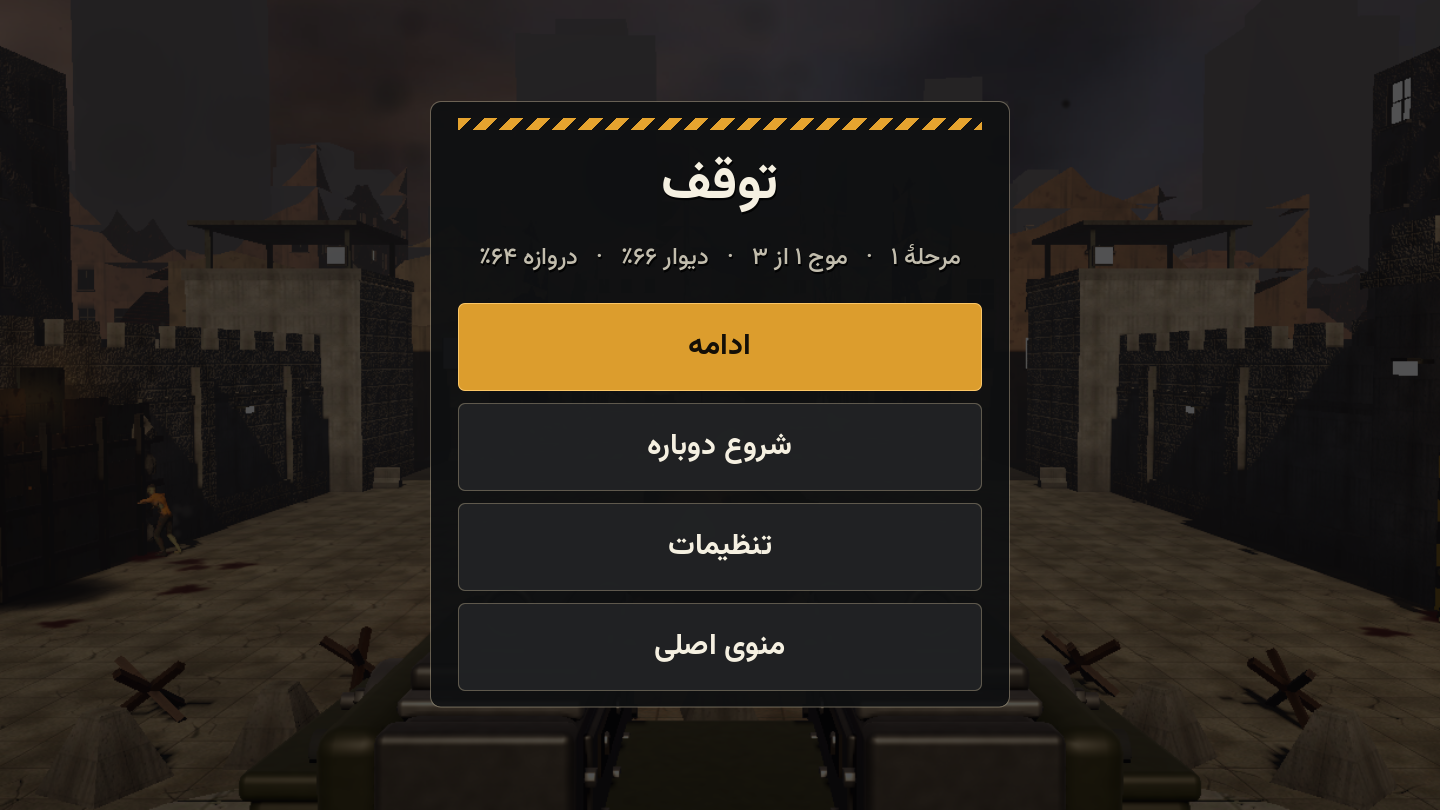 توقف
مرحلهٔ ۱ · موج ۱ از ۳ · دیوار ۶۶٪ · دروازه ۶۴٪
ادامه
شروع دوباره
تنظیمات
منوی اصلی